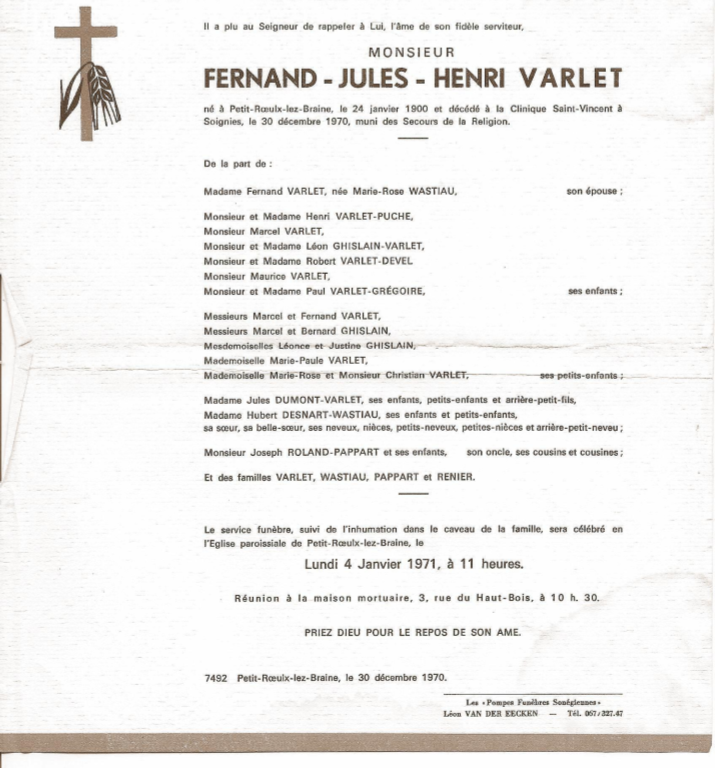 Il a plu au Seigneur de rappeler à Lui, l'âme de son fidèle serviteur,
MONSIEUR
FERNAND - JULES - HENRI VARLET
né à Petit-Rœulx-lez-Braine, le 24 janvier 1900 et décédé à la Clinique Saint-Vincent à
Soignies, le 30 décembre 1970, muni des Secours de la Religion.
De la part de :
Madame Fernand VARLET, née Marie-Rose WASTIAU, son épouse ;
Monsieur et Madame Henri VARLET-PUCHE,
Monsieur Marcel VARLET,
Monsieur et Madame Léon GHISLAIN-VARLET,
Monsieur et Madame Robert VARLET-DEVEL
Monsieur Maurice VARLET,
Monsieur et Madame Paul VARLET-GRÉGOIRE, ses enfants ;
Messieurs Marcel et Fernand VARLET,
Messieurs Marcel et Bernard GHISLAIN,
Mesdemoiselles Léonce et Justine GHISLAIN,
Mademoiselle Marie-Paule VARLET,
Mademoiselle Marie-Rose et Monsieur Christian VARLET, ses petits-enfants ;
Madame Jules DUMONT-VARLET, ses enfants, petits-enfants et arrière-petit-fils,
Madame Hubert DESNART-WASTIAU, ses enfants et petits-enfants,
sa sœur, sa belle-sœur, ses neveux, nièces, petits-neveux, petites-nièces et arrière-petit-neveu ;
Monsieur Joseph ROLAND-PAPPART et ses enfants, son oncle, ses cousins et cousines ;
Et des familles VARLET, WASTIAU, PAPPART et RENIER.
Le service funèbre, suivi de l'inhumation dans le caveau de la famille, sera célébré en
l'Eglise paroissiale de Petit-Rœulx-lez-Braine, le
Lundi 4 Janvier 1971, à 11 heures.
Réunion à la maison mortuaire, 3, rue du Haut-Bois, à 10 h. 30.
PRIEZ DIEU POUR LE REPOS DE SON AME.
7492 Petit-Rœulx-lez-Braine, le 30 décembre 1970.
Les «Pompes Funèbres Sonégiennes»
Léon VAN DER EECKEN — Tél. 067/327.47